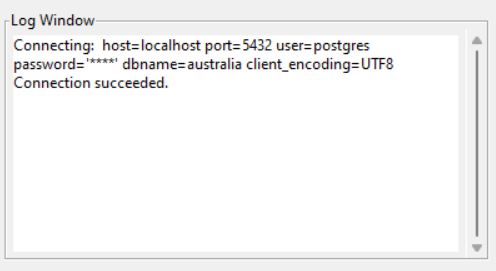 Log Window
Connecting:  host=localhost port=5432 user=postgres
password='****' dbname=australia client_encoding=UTF8
Connection succeeded.